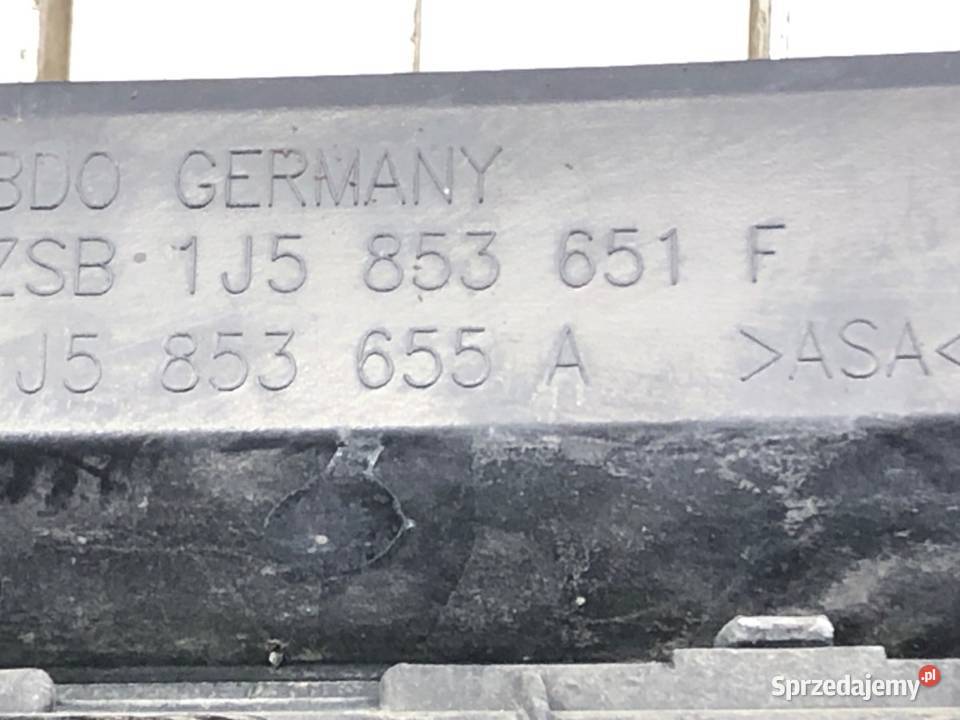 BDO GERMANY
ZSB 1J5 853 651 F
J5 853 655 A >ASA<
Sprzedajemy.pl